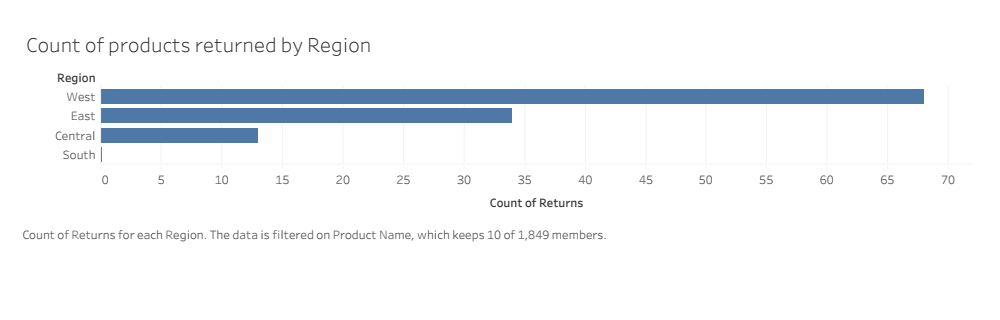 Count of products returned by Region
Region
West
East
Central
South
0 5 10 15 20 25 30 35 40 45 50 55 60 65 70
Count of Returns
Count of Returns for each Region. The data is filtered on Product Name, which keeps 10 of 1,849 members.